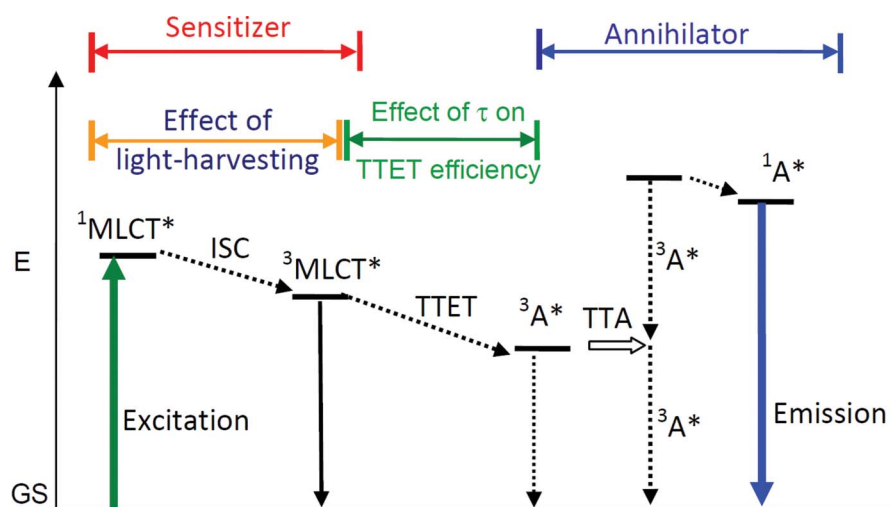 Sensitizer
Annihilator
Effect of
light-harvesting
Effect of τ on
TTET efficiency
¹A*
¹MLCT*
ISC
E
³MLCT*
³A*
TTET
³A*
TTA
³A*
Excitation
Emission
GS